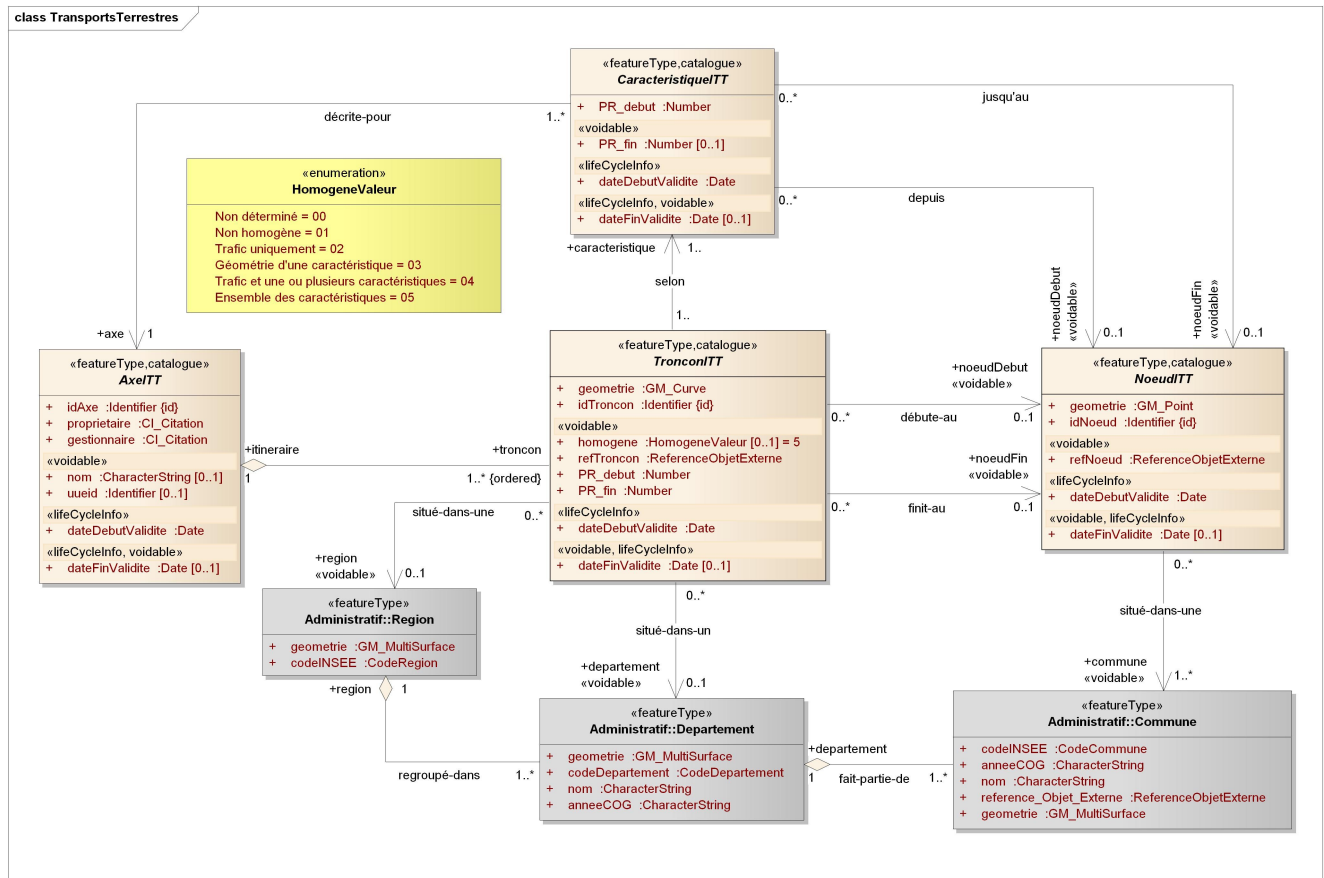 class TransportsTerrestres
«featureType,catalogue»
CaracteristiqueITT
+ PR_debut :Number
«voidable»
+ PR_fin :Number [0..1]
«lifeCycleInfo»
+ dateDebutValidite :Date
«lifeCycleInfo, voidable»
+ dateFinValidite :Date [0..1]
0..*
jusqu'au
1..*
décrite-pour
0..*
depuis
«enumeration»
HomogeneValeur
Non déterminé = 00
Non homogène = 01
Trafic uniquement = 02
Géométrie d'une caractéristique = 03
Trafic et une ou plusieurs caractéristiques = 04
Ensemble des caractéristiques = 05
+caracteristique
1..
selon
1..
+noeudDebut
«voidable»
0..1
+noeudFin
«voidable»
0..1
+axe
1
«featureType,catalogue»
AxeITT
+ idAxe :Identifier {id}
+ proprietaire :CI_Citation
+ gestionnaire :CI_Citation
«voidable»
+ nom :CharacterString [0..1]
+ uueid :Identifier [0..1]
«lifeCycleInfo»
+ dateDebutValidite :Date
«lifeCycleInfo, voidable»
+ dateFinValidite :Date [0..1]
+itineraire
1
+troncon
1..* {ordered}
«featureType,catalogue»
TronconITT
+ geometrie :GM_Curve
+ idTroncon :Identifier {id}
«voidable»
+ homogene :HomogeneValeur [0..1] = 5
+ refTroncon :ReferenceObjetExterne
+ PR_debut :Number
+ PR_fin :Number
«lifeCycleInfo»
+ dateDebutValidite :Date
«voidable, lifeCycleInfo»
+ dateFinValidite :Date [0..1]
+noeudDebut
«voidable»
0..*
débute-au
0..1
+noeudFin
«voidable»
0..*
finit-au
0..1
«featureType,catalogue»
NoeudITT
+ geometrie :GM_Point
+ idNoeud :Identifier {id}
«voidable»
+ refNoeud :ReferenceObjetExterne
«lifeCycleInfo»
+ dateDebutValidite :Date
«voidable, lifeCycleInfo»
+ dateFinValidite :Date [0..1]
situé-dans-une
0..*
+region
«voidable»
0..1
«featureType»
Administratif::Region
+ geometrie :GM_MultiSurface
+ codeINSEE :CodeRegion
+region
1
regroupé-dans
1..*
0..*
situé-dans-un
+departement
«voidable»
0..1
«featureType»
Administratif::Departement
+ geometrie :GM_MultiSurface
+ codeDepartement :CodeDepartement
+ nom :CharacterString
+ anneeCOG :CharacterString
+departement
1
fait-partie-de
1..*
0..*
situé-dans-une
+commune
«voidable»
1..*
«featureType»
Administratif::Commune
+ codeINSEE :CodeCommune
+ anneeCOG :CharacterString
+ nom :CharacterString
+ reference_Objet_Externe :ReferenceObjetExterne
+ geometrie :GM_MultiSurface